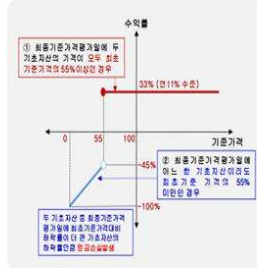 수익률
① 최종기준가격평가일에 두
기초자산의 가격이 모두 최초
기준가격의 55%이상인 경우
33% (연11% 수준)
0
55
100
기준가격
-45%
② 최종기준가격평가일에
어느 한 기초자산이라도
최초기준 가격의 55%
미만인 경우
-100%
두 기초자산 중 최종기준가격
평가일에 최초기준가격대비
하락률이 더 큰 기초자산의
하락률만큼 원금손실발생